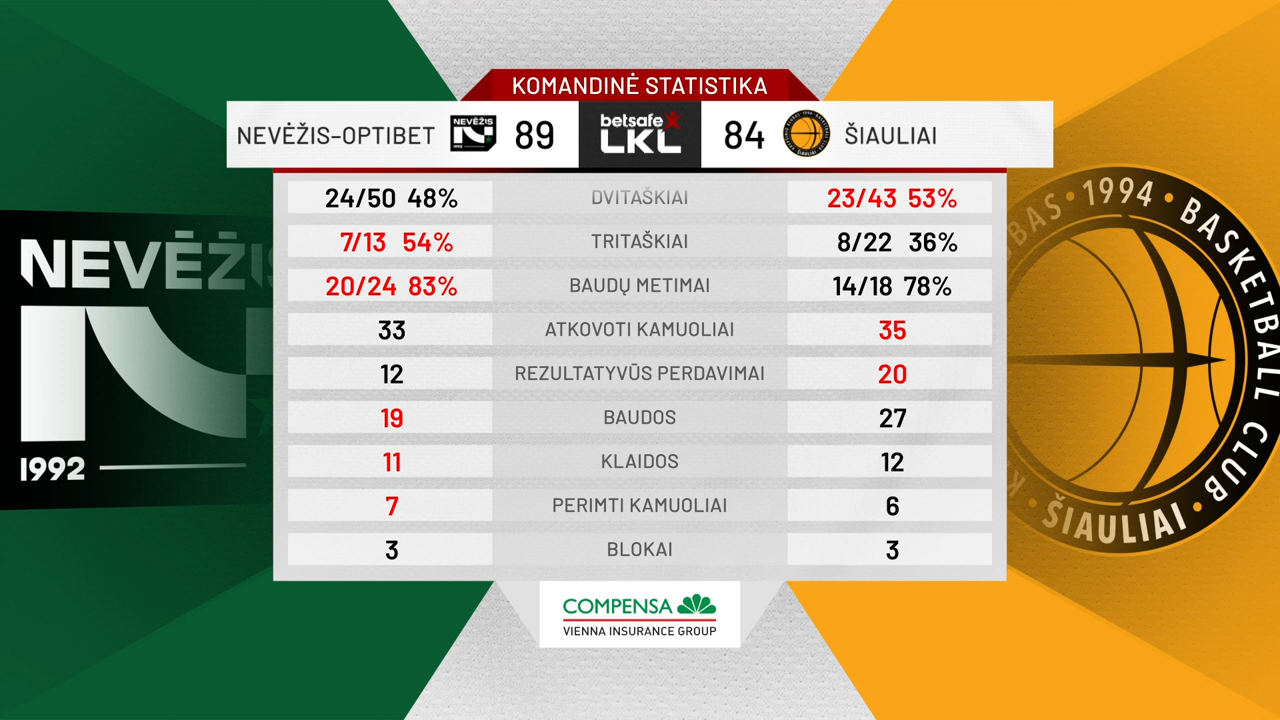 KOMANDINĖ STATISTIKA
NEVĖŽIS-OPTIBET NEVĖŽIS 89 betsafe LKL 84 ŠIAULIAI
24/50 48% DVITAŠKIAI 23/43 53%
7/13 54% TRITAŠKIAI 8/22 36%
20/24 83% BAUDŲ METIMAI 14/18 78%
33 ATKOVOTI KAMUOLIAI 35
12 REZULTATYVŪS PERDAVIMAI 20
19 BAUDOS 27
11 KLAIDOS 12
7 PERIMTI KAMUOLIAI 6
3 BLOKAI 3
COMPENSA
VIENNA INSURANCE GROUP
NEVĖŽIS
1992
1994 • BASKETBALL CLUB
ŠIAULIAI